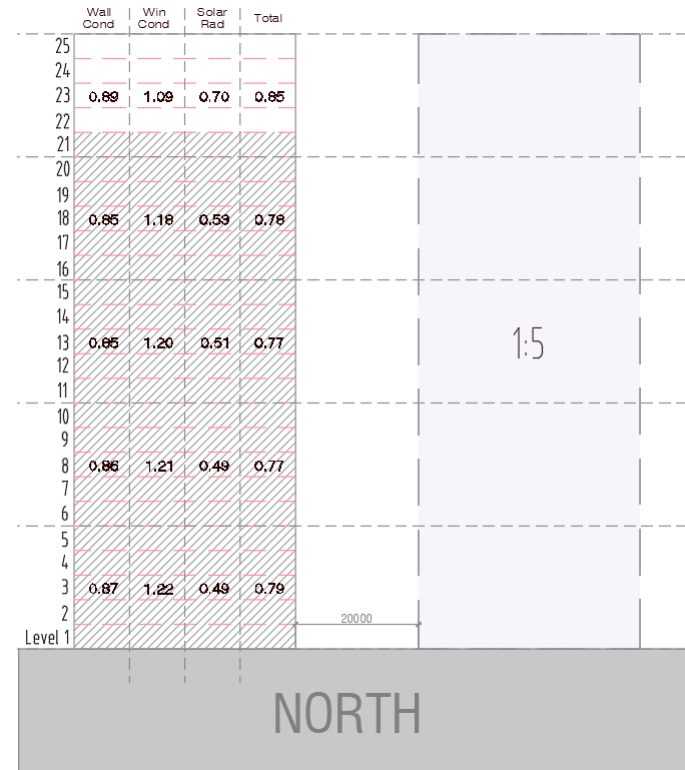 Wall Cond
Win Cond
Solar Rad
Total
25
24
23 0.89 1.09 0.70 0.85
22
21
20
19
18 0.85 1.18 0.53 0.78
17
16
15
14
13 0.85 1.20 0.51 0.77
12
11
10
9
8 0.86 1.21 0.49 0.77
7
6
5
4
3 0.87 1.22 0.49 0.79
2
Level 1
1:5
20000
NORTH